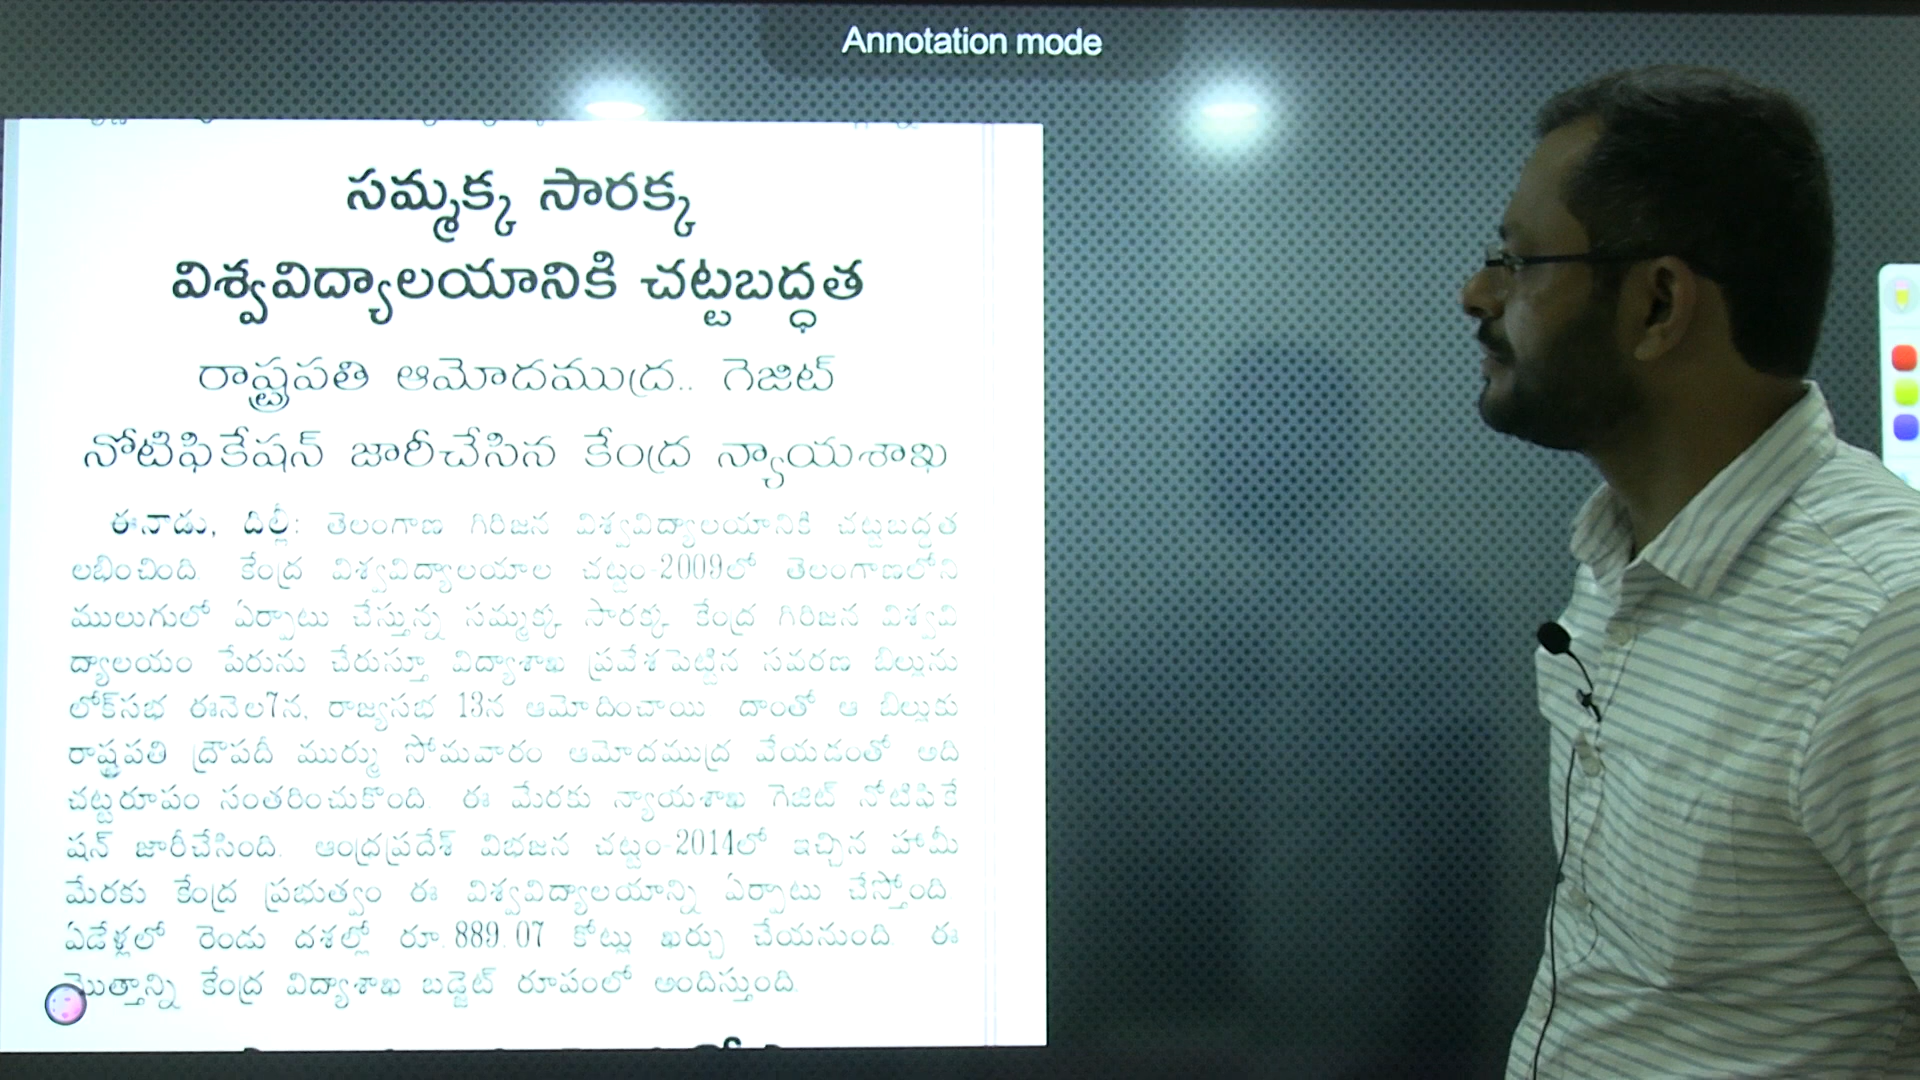 Annotation mode
సమ్మక్క సారక్క
విశ్వవిద్యాలయానికి చట్టబద్ధత
రాష్ట్రపతి ఆమోదముద్ర.. గెజిట్
నోటిఫికేషన్ జారీచేసిన కేంద్ర న్యాయశాఖ
ఈనాడు, దిల్లీ: తెలంగాణ గిరిజన విశ్వవిద్యాలయానికి చట్టబద్ధత
లభించింది. కేంద్ర విశ్వవిద్యాలయాల చట్టం-2009లో తెలంగాణలోని
ములుగులో ఏర్పాటు చేస్తున్న సమ్మక్క సారక్క కేంద్ర గిరిజన విశ్వవి
ద్యాలయం పేరును చేరుస్తూ విద్యాశాఖ ప్రవేశపెట్టిన సవరణ బిల్లును
లోక్‌సభ ఈనెల7న, రాజ్యసభ 13న ఆమోదించాయి. దాంతో ఆ బిల్లుకు
రాష్ట్రపతి ద్రౌపదీ ముర్ము సోమవారం ఆమోదముద్ర వేయడంతో అది
చట్టరూపం సంతరించుకొంది. ఈ మేరకు న్యాయశాఖ గెజిట్ నోటిఫికే
షన్ జారీచేసింది. ఆంధ్రప్రదేశ్ విభజన చట్టం-2014లో ఇచ్చిన హామీ
మేరకు కేంద్ర ప్రభుత్వం ఈ విశ్వవిద్యాలయాన్ని ఏర్పాటు చేస్తోంది.
ఏడేళ్లలో రెండు దశల్లో రూ.889.07 కోట్లు ఖర్చు చేయనుంది. ఈ
మొత్తాన్ని కేంద్ర విద్యాశాఖ బడ్జెట్ రూపంలో అందిస్తుంది.